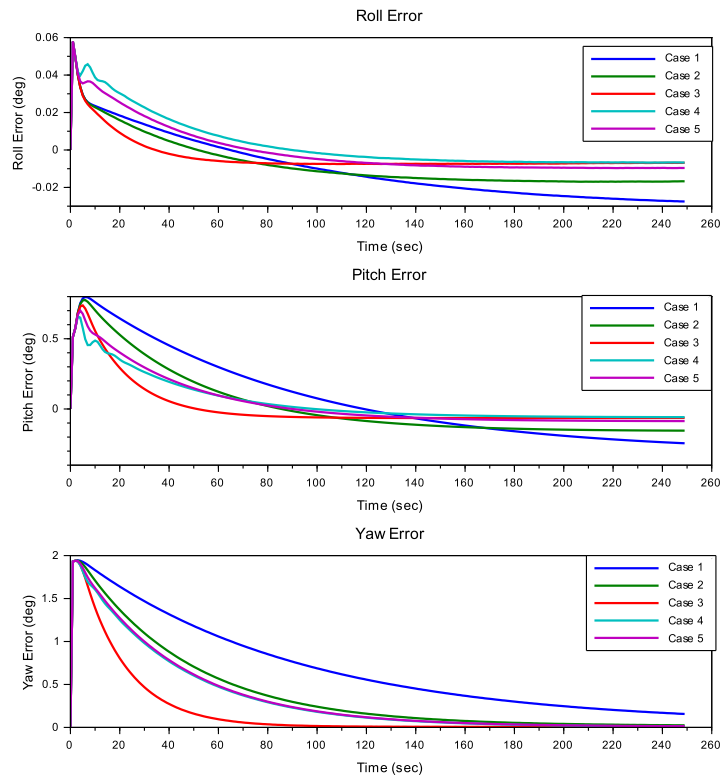 Roll Error
0.06
0.04
0.02
0
-0.02
Roll Error (deg)
Case 1
Case 2
Case 3
Case 4
Case 5
0 20 40 60 80 100 120 140 160 180 200 220 240 260
Time (sec)
Pitch Error
0.5
0
Pitch Error (deg)
Case 1
Case 2
Case 3
Case 4
Case 5
0 20 40 60 80 100 120 140 160 180 200 220 240 260
Time (sec)
Yaw Error
2
1.5
1
0.5
0
Yaw Error (deg)
Case 1
Case 2
Case 3
Case 4
Case 5
0 20 40 60 80 100 120 140 160 180 200 220 240 260
Time (sec)